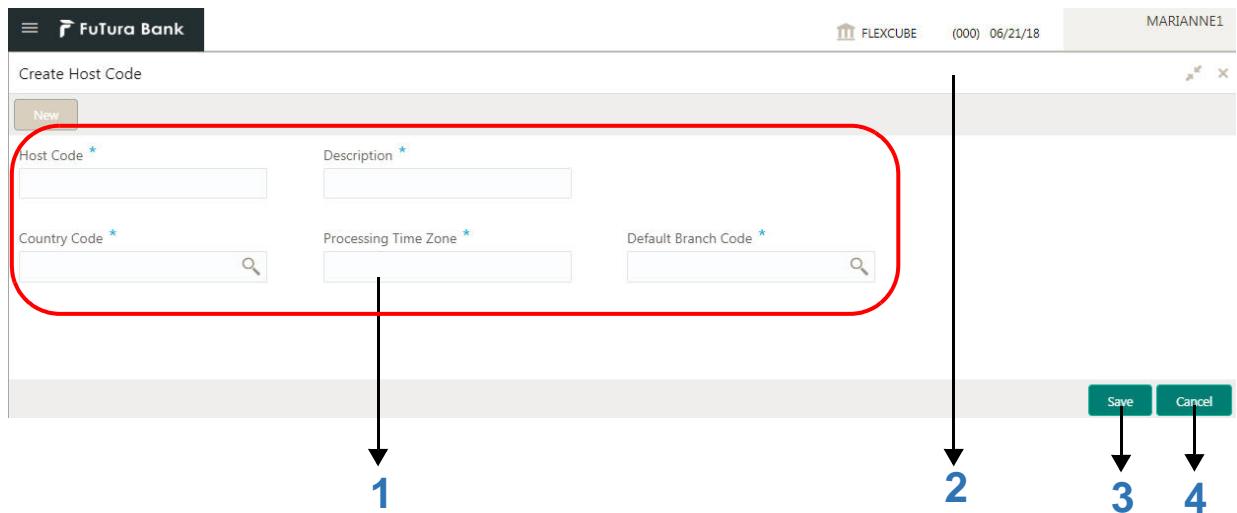 FuTura Bank
FLEXCUBE (000) 06/21/18
MARIANNE1
Create Host Code
New
Host Code * Description *
Country Code * Processing Time Zone * Default Branch Code *
Save Cancel
1 2 3 4